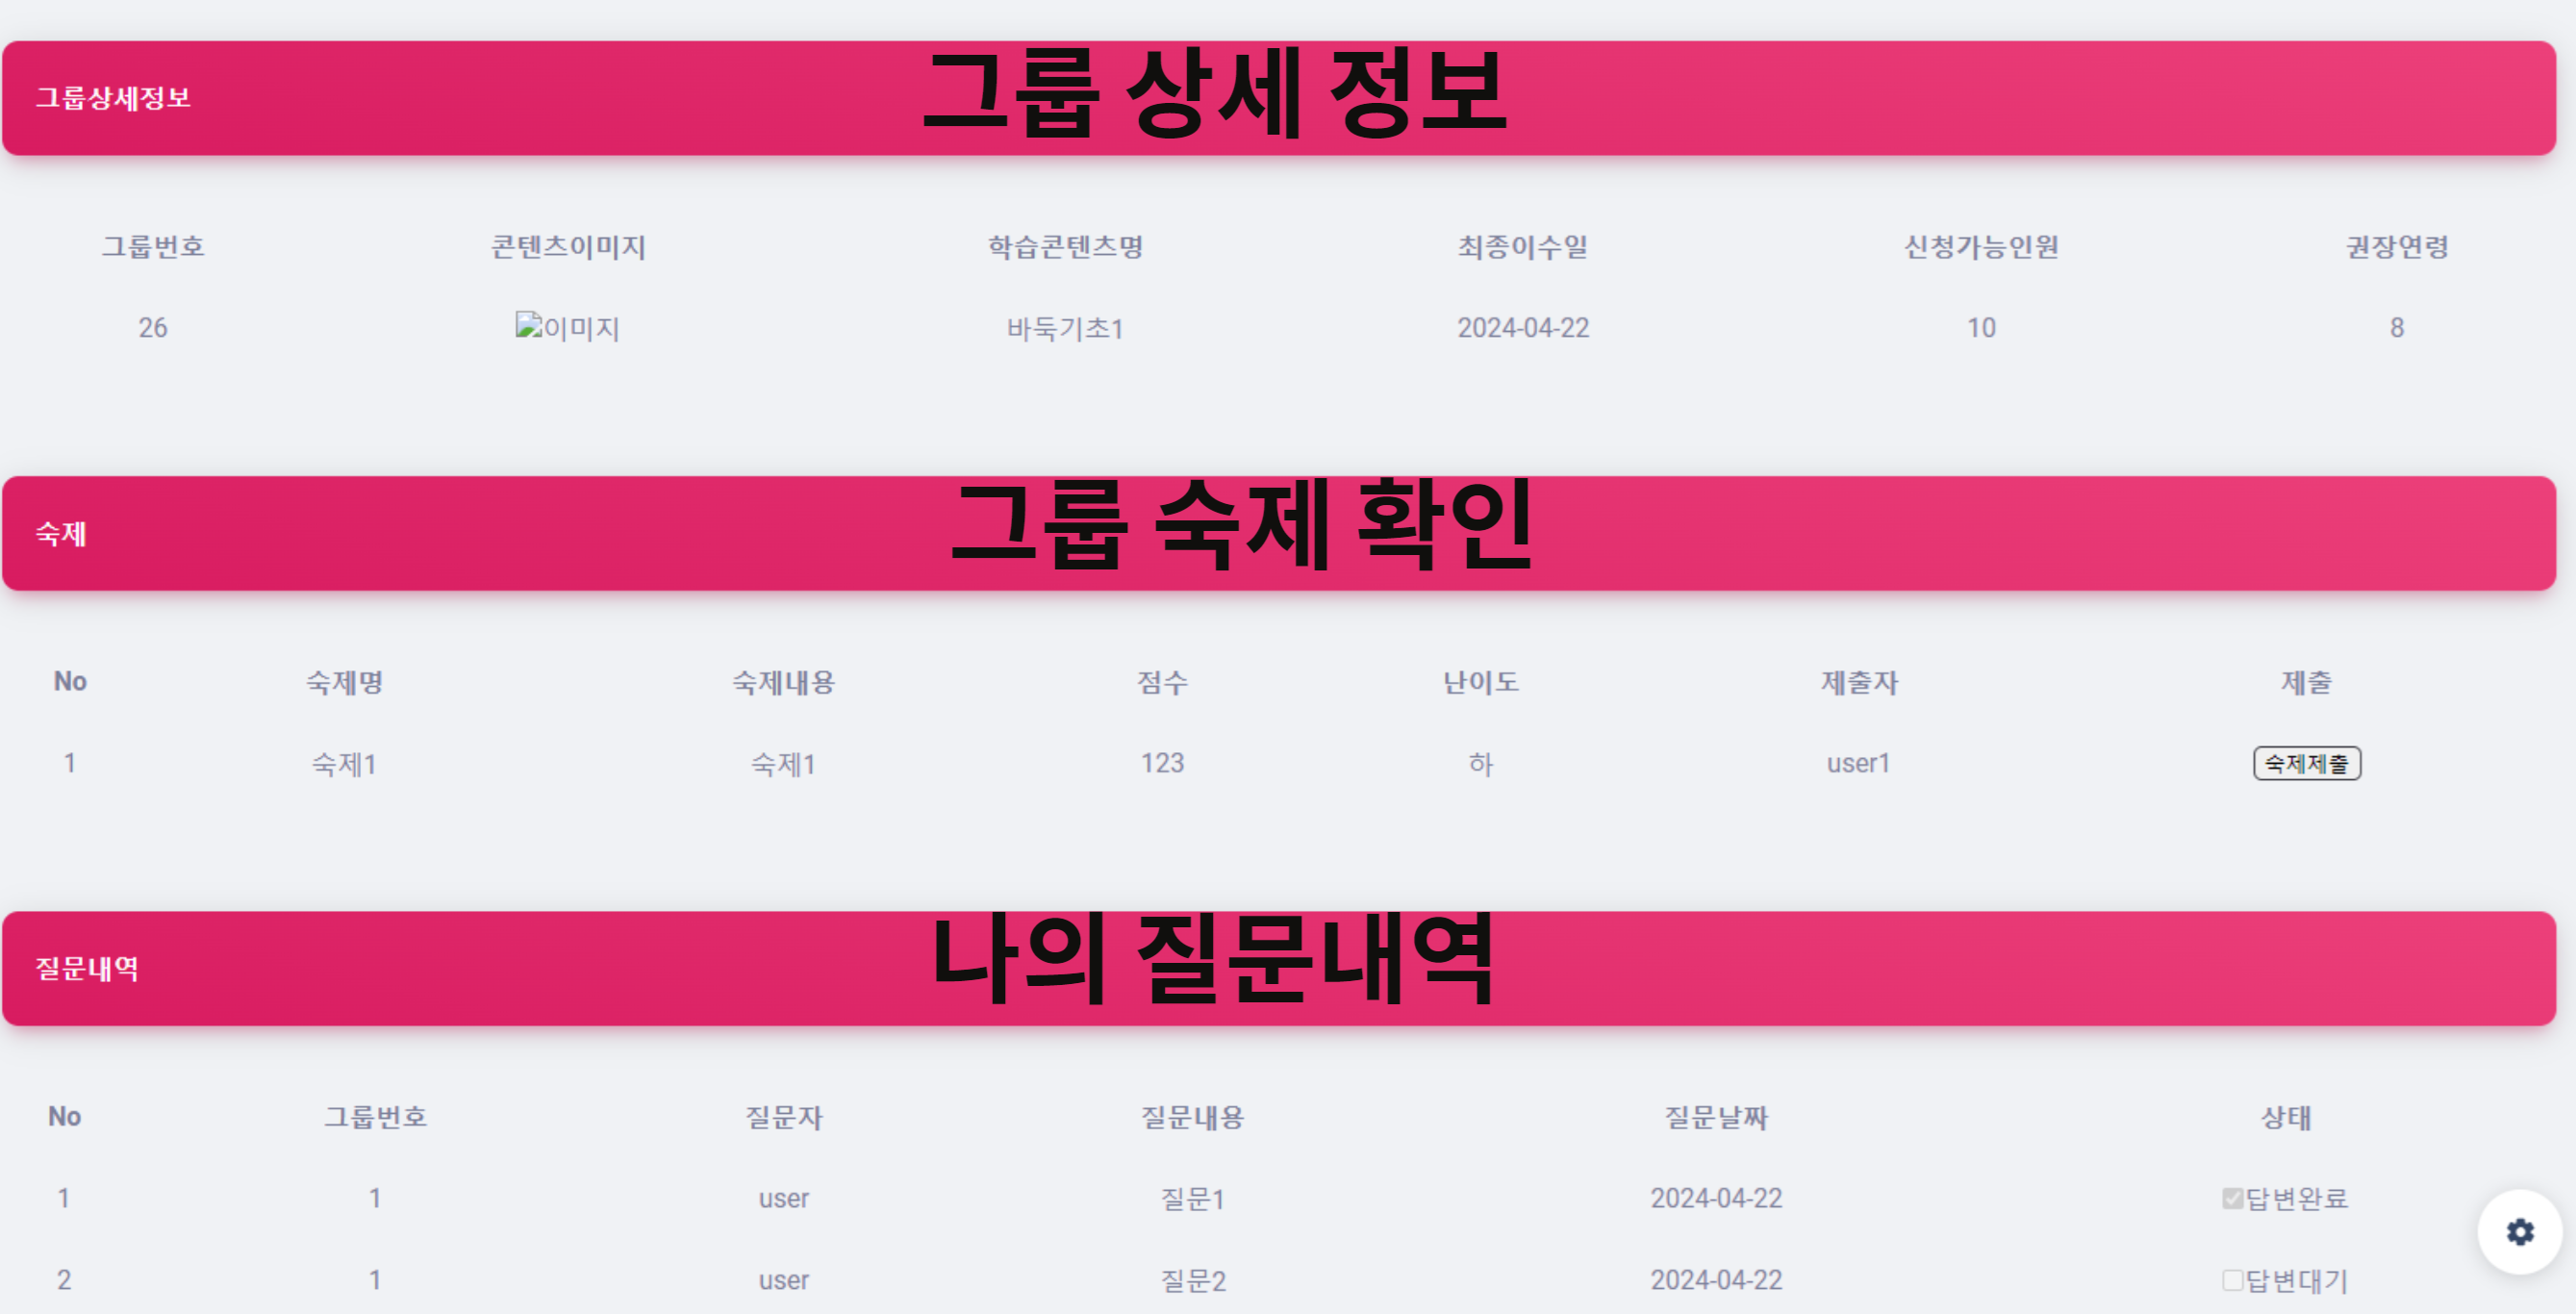 그룹상세정보 그룹 상세 정보
그룹번호 콘텐츠이미지 학습콘텐츠명 최종이수일 신청가능인원 권장연령
26 이미지 바둑기초1 2024-04-22 10 8
숙제 그룹 숙제 확인
No 숙제명 숙제내용 점수 난이도 제출자 제출
1 숙제1 숙제1 123 하 user1 숙제제출
질문내역 나의 질문내역
No 그룹번호 질문자 질문내용 질문날짜 상태
1 1 user 질문1 2024-04-22 답변완료
2 1 user 질문2 2024-04-22 답변대기